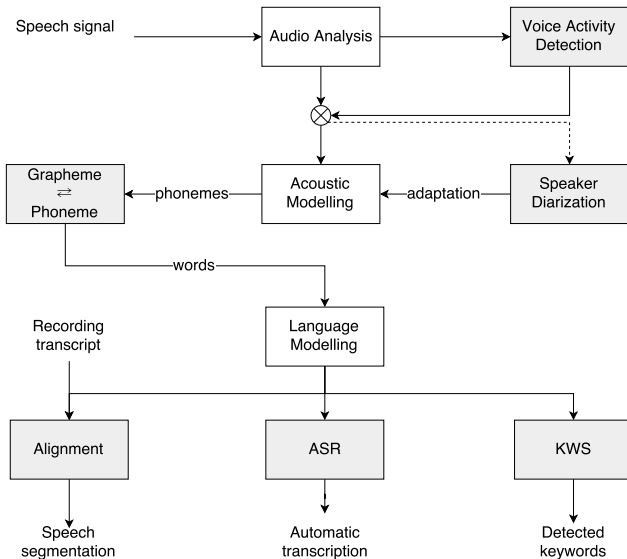 Speech signal
Audio Analysis
Voice Activity
Detection
Grapheme
⇄
Phoneme
phonemes
Acoustic
Modelling
adaptation
Speaker
Diarization
words
Recording
transcript
Language
Modelling
Alignment
ASR
KWS
Speech
segmentation
Automatic
transcription
Detected
keywords